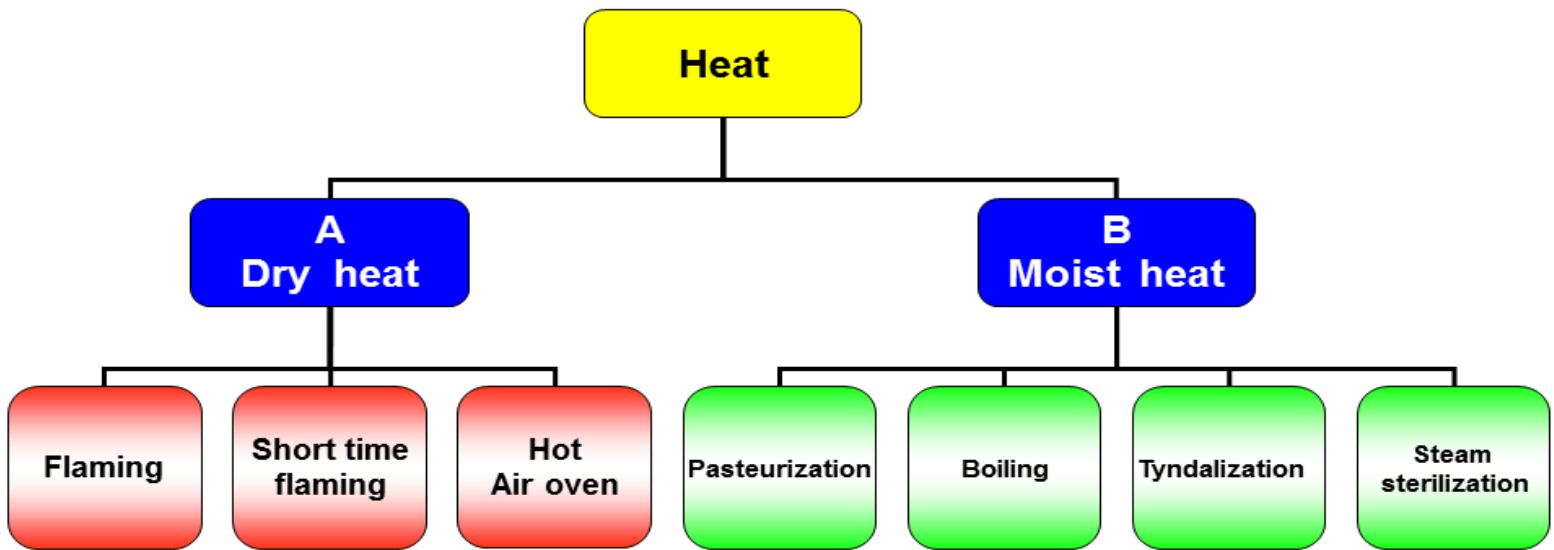 Heat
A
Dry heat
B
Moist heat
Flaming
Short time
flaming
Hot
Air oven
Pasteurization
Boiling
Tyndalization
Steam
sterilization